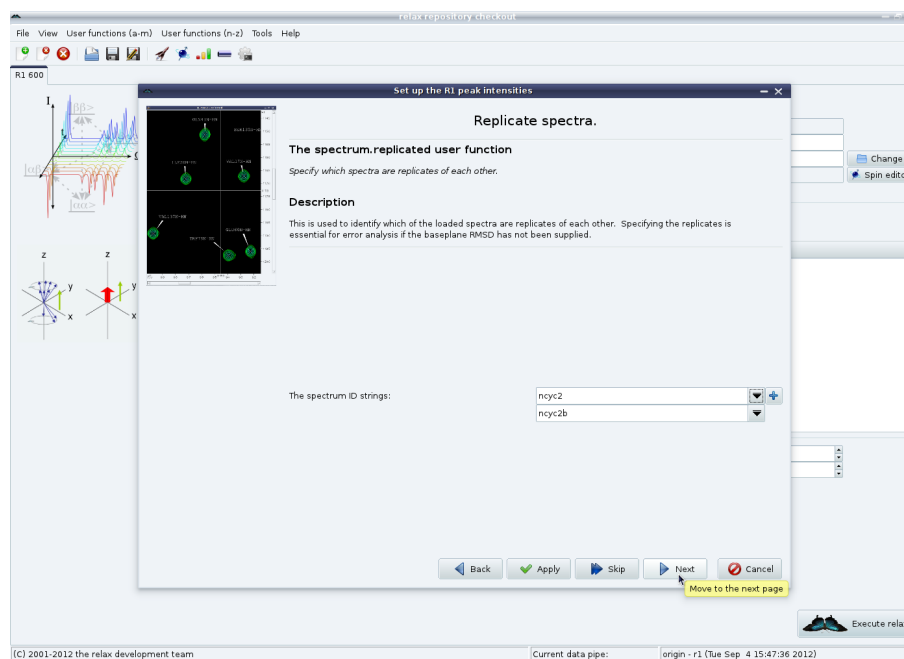 relax repository checkout
File View User functions (a-m) User functions (n-z) Tools Help
R1 600
Set up the R1 peak intensities
Replicate spectra.
The spectrum.replicated user function
Specify which spectra are replicates of each other.
Description
This is used to identify which of the loaded spectra are replicates of each other. Specifying the replicates is
essential for error analysis if the baseplane RMSD has not been supplied.
I
|ββ>
|αα>
Change
Spin edito
z z
y y
x x
The spectrum ID strings:
ncyc2
ncyc2b
Back Apply Skip Next Cancel
Move to the next page
Execute rela
(C) 2001-2012 the relax development team
Current data pipe:
origin - r1 (Tue Sep 4 15:47:36 2012)